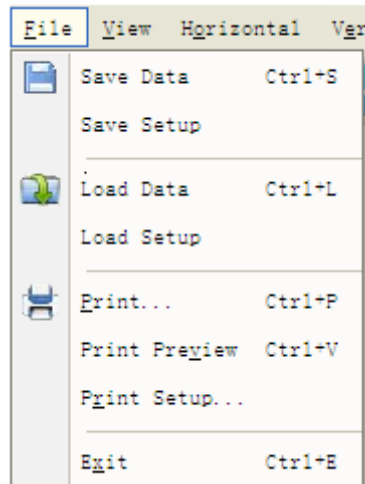 File View Horizontal Ver
Save Data Ctrl+S
Save Setup
Load Data Ctrl+L
Load Setup
Print... Ctrl+P
Print Preview Ctrl+V
Print Setup...
Exit Ctrl+E